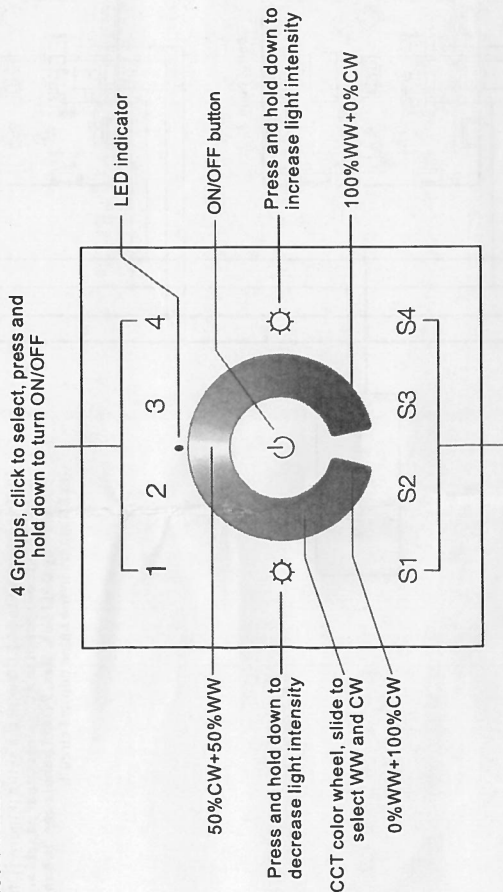 4 Groups, click to select, press and
hold down to turn ON/OFF
LED indicator
1 2 3 4
50%CW+50%WW
ON/OFF button
Press and hold down to
decrease light intensity
Press and hold down to
increase light intensity
CCT color wheel, slide to
select WW and CW
0%WW+100%CW
100%WW+0%CW
S1 S2 S3 S4